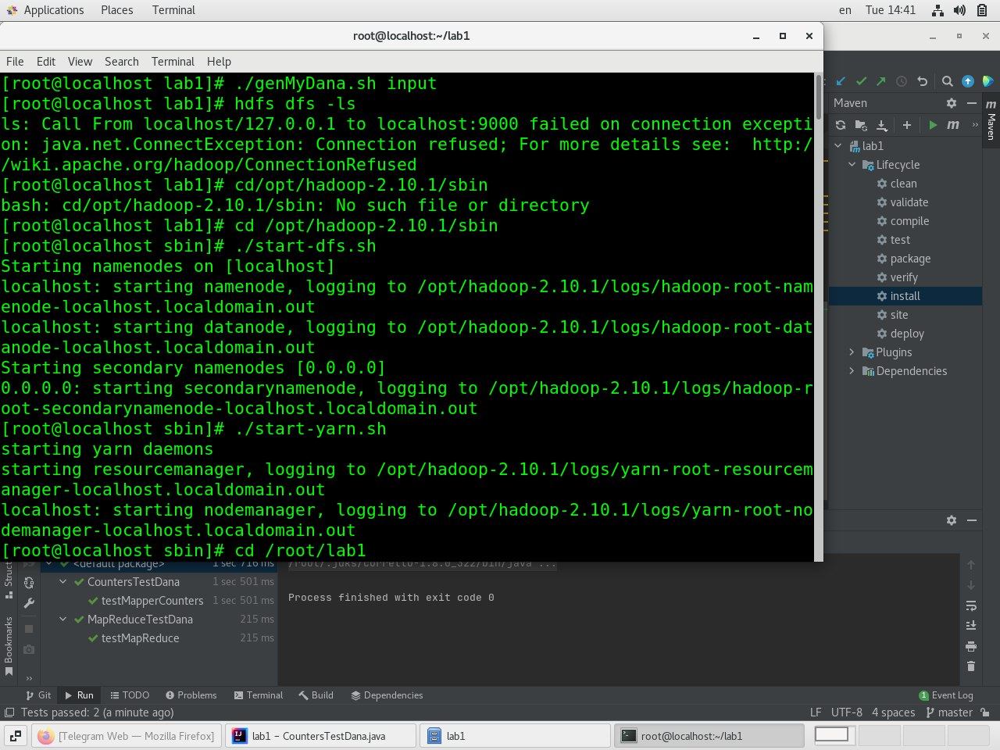 Applications Places Terminal en Tue 14:41
root@localhost:~/lab1
File Edit View Search Terminal Help
[root@localhost lab1]# ./genMyDana.sh input
[root@localhost lab1]# hdfs dfs -ls
ls: Call From localhost/127.0.0.1 to localhost:9000 failed on connection excepti
on: java.net.ConnectException: Connection refused; For more details see:  http:/
/wiki.apache.org/hadoop/ConnectionRefused
[root@localhost lab1]# cd/opt/hadoop-2.10.1/sbin
bash: cd/opt/hadoop-2.10.1/sbin: No such file or directory
[root@localhost lab1]# cd /opt/hadoop-2.10.1/sbin
[root@localhost sbin]# ./start-dfs.sh
Starting namenodes on [localhost]
localhost: starting namenode, logging to /opt/hadoop-2.10.1/logs/hadoop-root-nam
enode-localhost.localdomain.out
localhost: starting datanode, logging to /opt/hadoop-2.10.1/logs/hadoop-root-dat
anode-localhost.localdomain.out
Starting secondary namenodes [0.0.0.0]
0.0.0.0: starting secondarynamenode, logging to /opt/hadoop-2.10.1/logs/hadoop-r
oot-secondarynamenode-localhost.localdomain.out
[root@localhost sbin]# ./start-yarn.sh
starting yarn daemons
starting resourcemanager, logging to /opt/hadoop-2.10.1/logs/yarn-root-resourcem
anager-localhost.localdomain.out
localhost: starting nodemanager, logging to /opt/hadoop-2.10.1/logs/yarn-root-no
demanager-localhost.localdomain.out
[root@localhost sbin]# cd /root/lab1
Maven
m
Maven
lab1
Lifecycle
clean
validate
compile
test
package
verify
install
site
deploy
Plugins
Dependencies
<default package> 1 sec 716 ms
CountersTestDana 1 sec 501 ms
testMapperCounters 1 sec 501 ms
MapReduceTestDana 215 ms
testMapReduce 215 ms
/root/.jdks/corretto-1.8.0_322/bin/java ...
Process finished with exit code 0
Struct
Bookmarks
Git Run TODO Problems Terminal Build Dependencies 1 Event Log
Tests passed: 2 (a minute ago) LF UTF-8 4 spaces master
[Telegram Web — Mozilla Firefox] lab1 – CountersTestDana.java lab1 root@localhost:~/lab1